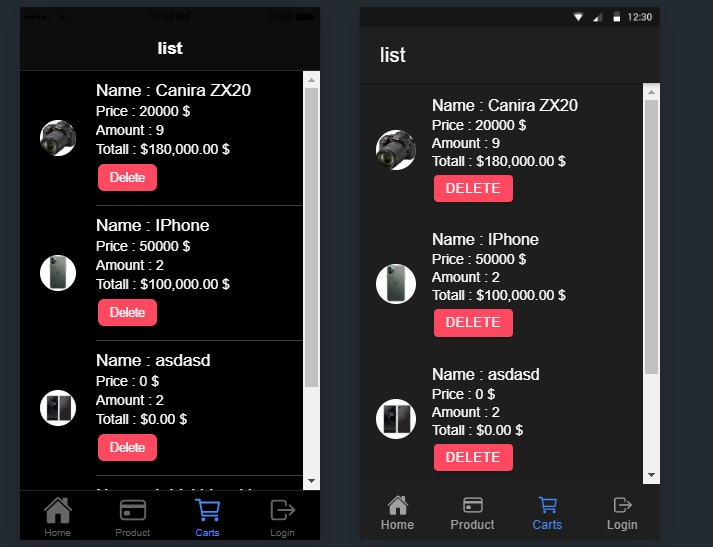 12:30 PM
100%
list
Name : Canira ZX20
Price : 20000 $
Amount : 9
Totall : $180,000.00 $
Delete
Name : IPhone
Price : 50000 $
Amount : 2
Totall : $100,000.00 $
Delete
Name : asdasd
Price : 0 $
Amount : 2
Totall : $0.00 $
Delete
Home Product Carts Login
12:30
list
Name : Canira ZX20
Price : 20000 $
Amount : 9
Totall : $180,000.00 $
DELETE
Name : IPhone
Price : 50000 $
Amount : 2
Totall : $100,000.00 $
DELETE
Name : asdasd
Price : 0 $
Amount : 2
Totall : $0.00 $
DELETE
Home Product Carts Login